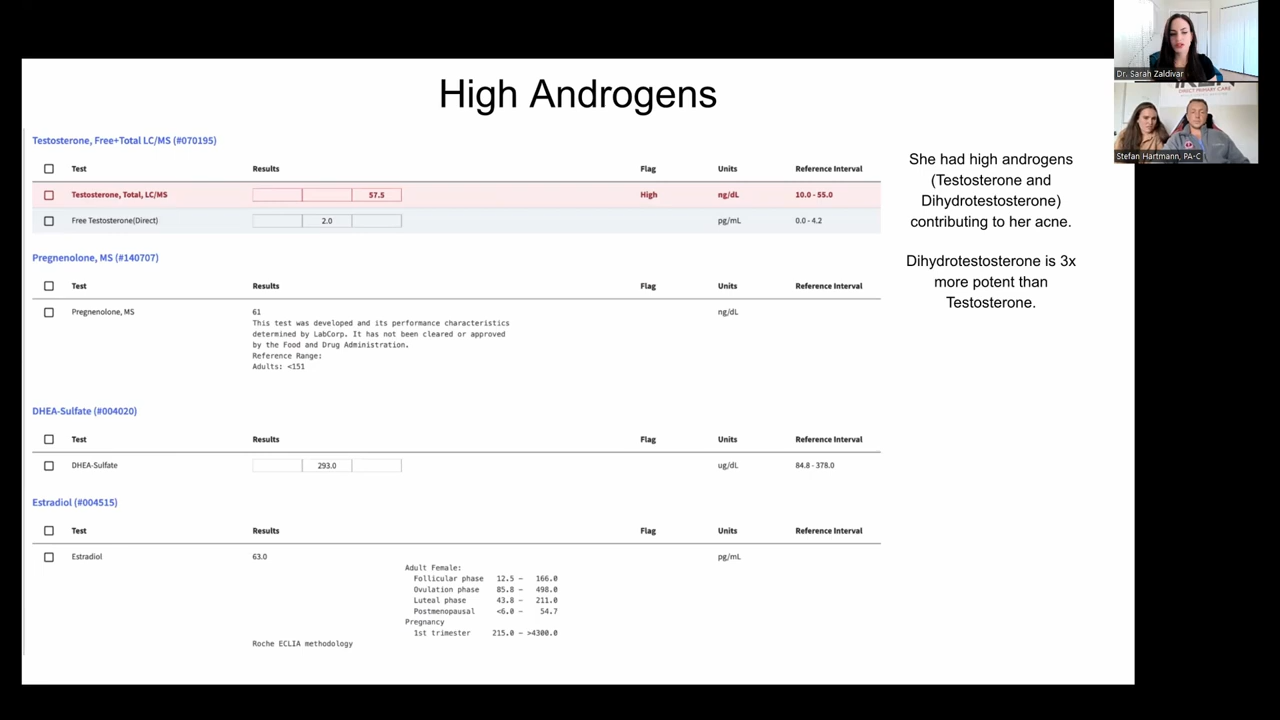 High Androgens
Testosterone, Free+Total LC/MS (#070195)
Test Results Flag Units Reference Interval
Testosterone, Total, LC/MS 57.5 High ng/dL 10.0 - 55.0
Free Testosterone(Direct) 2.0 pg/mL 0.0 - 4.2
Pregnenolone, MS (#140707)
Test Results Flag Units Reference Interval
Pregnenolone, MS 61 ng/dL
This test was developed and its performance characteristics
determined by LabCorp. It has not been cleared or approved
by the Food and Drug Administration.
Reference Range:
Adults: <151
DHEA-Sulfate (#004020)
Test Results Flag Units Reference Interval
DHEA-Sulfate 293.0 ug/dL 84.8 - 378.0
Estradiol (#004515)
Test Results Flag Units Reference Interval
Estradiol 63.0 pg/mL
Adult Female:
Follicular phase 12.5 - 166.0
Ovulation phase 85.8 - 498.0
Luteal phase 43.8 - 211.0
Postmenopausal <6.0 - 54.7
Pregnancy
1st trimester 215.0 - >4300.0
Roche ECLIA methodology
She had high androgens
(Testosterone and
Dihydrotestosterone)
contributing to her acne.
Dihydrotestosterone is 3x
more potent than
Testosterone.
Dr. Sarah Zaldivar
DIRECT PRIMARY CARE
Stefan Hartmann, PA-C